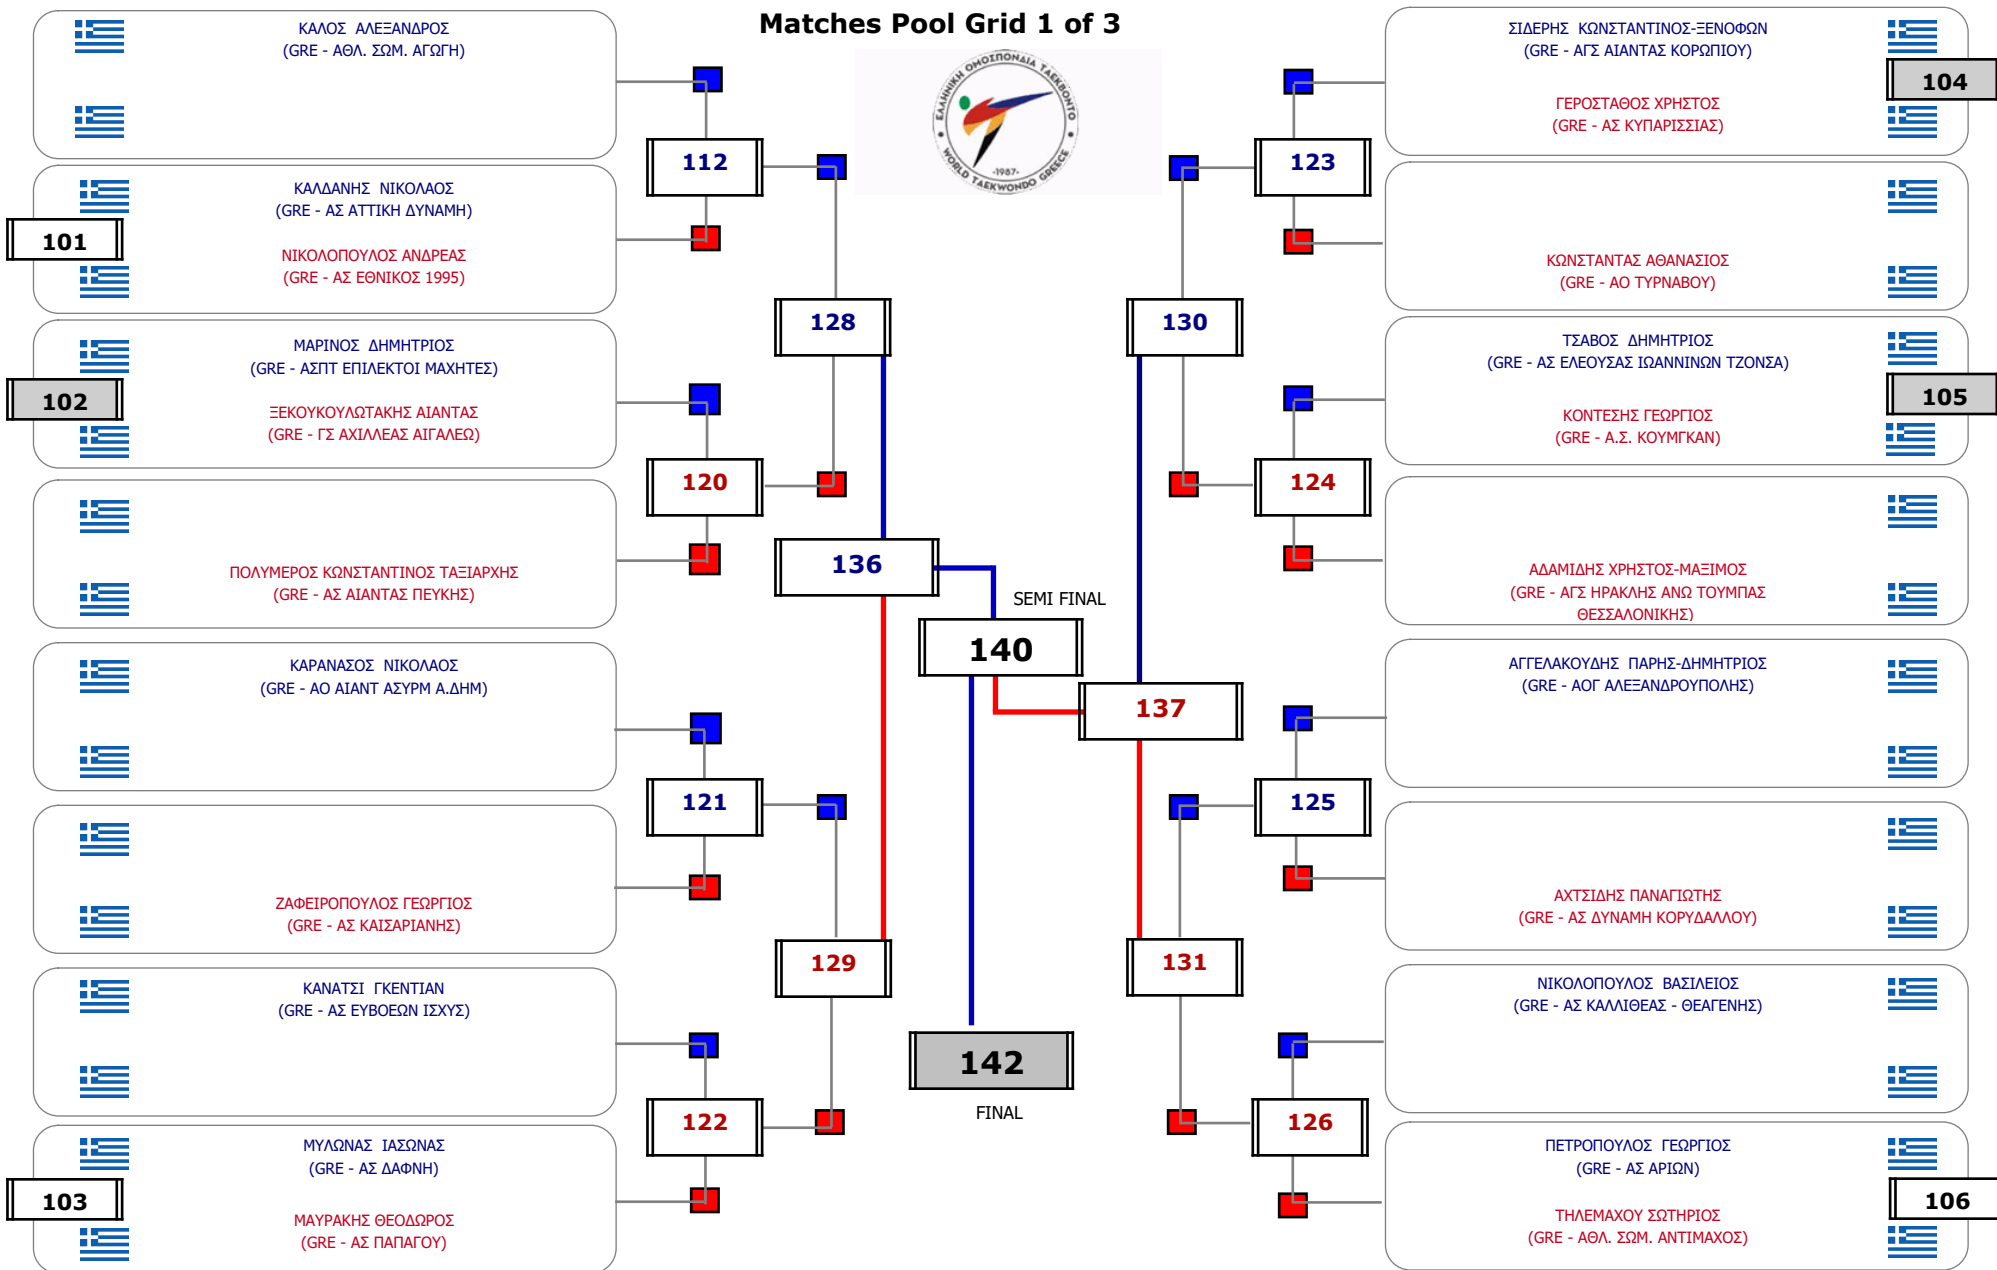 Matches Pool Grid 1 of 3
ΕΛΛΗΝΙΚΗ ΟΜΟΣΠΟΝΔΙΑ ΤΑΕΚΒΟΝΤΟ
-1987-
WORLD TAEKWONDO GREECE
ΚΑΛΟΣ ΑΛΕΞΑΝΔΡΟΣ
(GRE - ΑΘΛ. ΣΩΜ. ΑΓΩΓΗ)
112
ΚΑΛΔΑΝΗΣ ΝΙΚΟΛΑΟΣ
(GRE - ΑΣ ΑΤΤΙΚΗ ΔΥΝΑΜΗ)
101
ΝΙΚΟΛΟΠΟΥΛΟΣ ΑΝΔΡΕΑΣ
(GRE - ΑΣ ΕΘΝΙΚΟΣ 1995)
128
ΜΑΡΙΝΟΣ ΔΗΜΗΤΡΙΟΣ
(GRE - ΑΣΠΤ ΕΠΙΛΕΚΤΟΙ ΜΑΧΗΤΕΣ)
102
ΞΕΚΟΥΚΟΥΛΩΤΑΚΗΣ ΑΙΑΝΤΑΣ
(GRE - ΓΣ ΑΧΙΛΛΕΑΣ ΑΙΓΑΛΕΩ)
120
ΠΟΛΥΜΕΡΟΣ ΚΩΝΣΤΑΝΤΙΝΟΣ ΤΑΞΙΑΡΧΗΣ
(GRE - ΑΣ ΑΙΑΝΤΑΣ ΠΕΥΚΗΣ)
136
ΚΑΡΑΝΑΣΟΣ ΝΙΚΟΛΑΟΣ
(GRE - ΑΟ ΑΙΑΝΤ ΑΣΥΡΜ Α.ΔΗΜ)
121
ΖΑΦΕΙΡΟΠΟΥΛΟΣ ΓΕΩΡΓΙΟΣ
(GRE - ΑΣ ΚΑΙΣΑΡΙΑΝΗΣ)
129
ΚΑΝΑΤΣΙ ΓΚΕΝΤΙΑΝ
(GRE - ΑΣ ΕΥΒΟΕΩΝ ΙΣΧΥΣ)
122
ΜΥΛΩΝΑΣ ΙΑΣΩΝΑΣ
(GRE - ΑΣ ΔΑΦΝΗ)
103
ΜΑΥΡΑΚΗΣ ΘΕΟΔΩΡΟΣ
(GRE - ΑΣ ΠΑΠΑΓΟΥ)
SEMI FINAL
140
142
FINAL
ΣΙΔΕΡΗΣ ΚΩΝΣΤΑΝΤΙΝΟΣ-ΞΕΝΟΦΩΝ
(GRE - ΑΓΣ ΑΙΑΝΤΑΣ ΚΟΡΩΠΙΟΥ)
104
ΓΕΡΟΣΤΑΘΟΣ ΧΡΗΣΤΟΣ
(GRE - ΑΣ ΚΥΠΑΡΙΣΣΙΑΣ)
123
ΚΩΝΣΤΑΝΤΑΣ ΑΘΑΝΑΣΙΟΣ
(GRE - ΑΟ ΤΥΡΝΑΒΟΥ)
130
ΤΣΑΒΟΣ ΔΗΜΗΤΡΙΟΣ
(GRE - ΑΣ ΕΛΕΟΥΣΑΣ ΙΩΑΝΝΙΝΩΝ ΤΖΟΝΣΑ)
105
ΚΟΝΤΕΣΗΣ ΓΕΩΡΓΙΟΣ
(GRE - Α.Σ. ΚΟΥΜΓΚΑΝ)
124
ΑΔΑΜΙΔΗΣ ΧΡΗΣΤΟΣ-ΜΑΞΙΜΟΣ
(GRE - ΑΓΣ ΗΡΑΚΛΗΣ ΑΝΩ ΤΟΥΜΠΑΣ
ΘΕΣΣΑΛΟΝΙΚΗΣ)
137
ΑΓΓΕΛΑΚΟΥΔΗΣ ΠΑΡΗΣ-ΔΗΜΗΤΡΙΟΣ
(GRE - ΑΟΓ ΑΛΕΞΑΝΔΡΟΥΠΟΛΗΣ)
125
ΑΧΤΣΙΔΗΣ ΠΑΝΑΓΙΩΤΗΣ
(GRE - ΑΣ ΔΥΝΑΜΗ ΚΟΡΥΔΑΛΛΟΥ)
131
ΝΙΚΟΛΟΠΟΥΛΟΣ ΒΑΣΙΛΕΙΟΣ
(GRE - ΑΣ ΚΑΛΛΙΘΕΑΣ - ΘΕΑΓΕΝΗΣ)
126
ΠΕΤΡΟΠΟΥΛΟΣ ΓΕΩΡΓΙΟΣ
(GRE - ΑΣ ΑΡΙΩΝ)
106
ΤΗΛΕΜΑΧΟΥ ΣΩΤΗΡΙΟΣ
(GRE - ΑΘΛ. ΣΩΜ. ΑΝΤΙΜΑΧΟΣ)